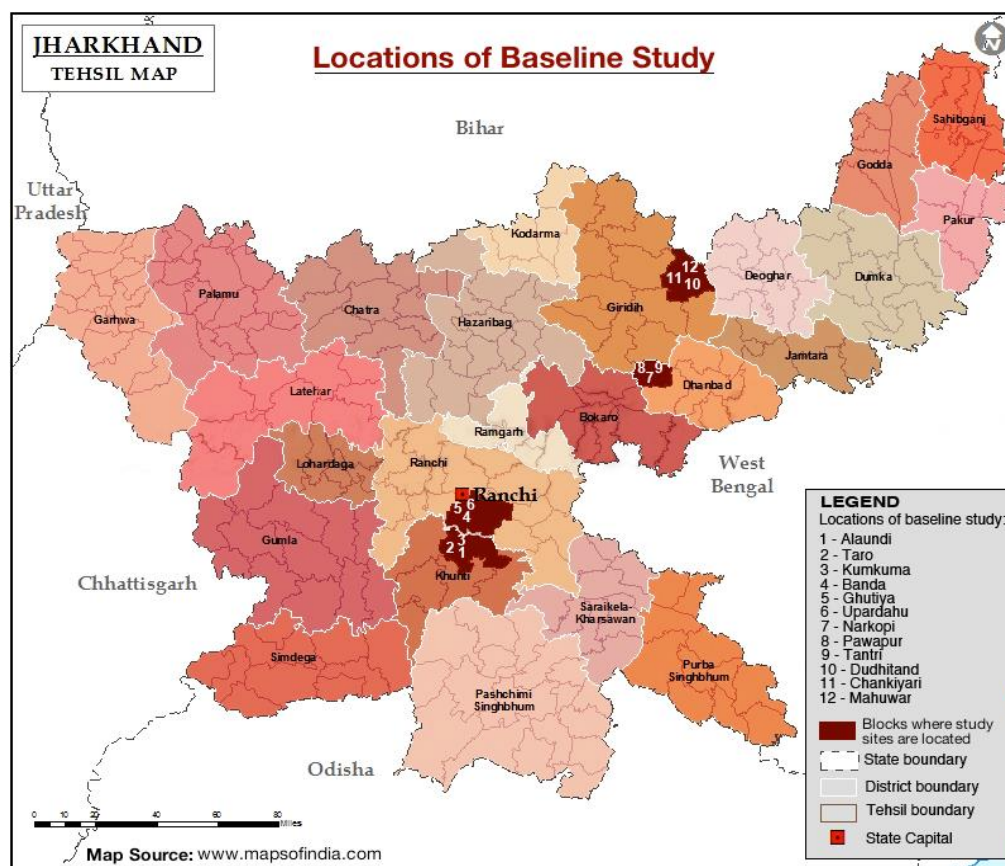 JHARKHAND
TEHSIL MAP
Locations of Baseline Study
N
Bihar
Uttar
Pradesh
Sahibganj
Godda
Pakur
Kodarma
Deoghar
Dumka
12
11
10
Palamu
Garhwa
Chatra
Hazaribag
Giridih
Jamtara
8 9
7
Dhanbad
Latehar
Bokaro
Ramgarh
Lohardaga
Ranchi
West
Bengal
Ranchi
5 6
4
Gumla
2 3
1
Khunti
Chhattisgarh
Saraikela-
Kharsawan
Simdega
Purba
Singhbhum
Pashchimi
Singhbhum
Odisha
LEGEND
Locations of baseline study:
1 - Alaundi
2 - Taro
3 - Kumkuma
4 - Banda
5 - Ghutiya
6 - Upardahu
7 - Narkopi
8 - Pawapur
9 - Tantri
10 - Dudhitand
11 - Chankiyari
12 - Mahuwar
Blocks where study
sites are located
State boundary
District boundary
Tehsil boundary
State Capital
0 10 20 40 60 80
Miles
Map Source: www.mapsofindia.com